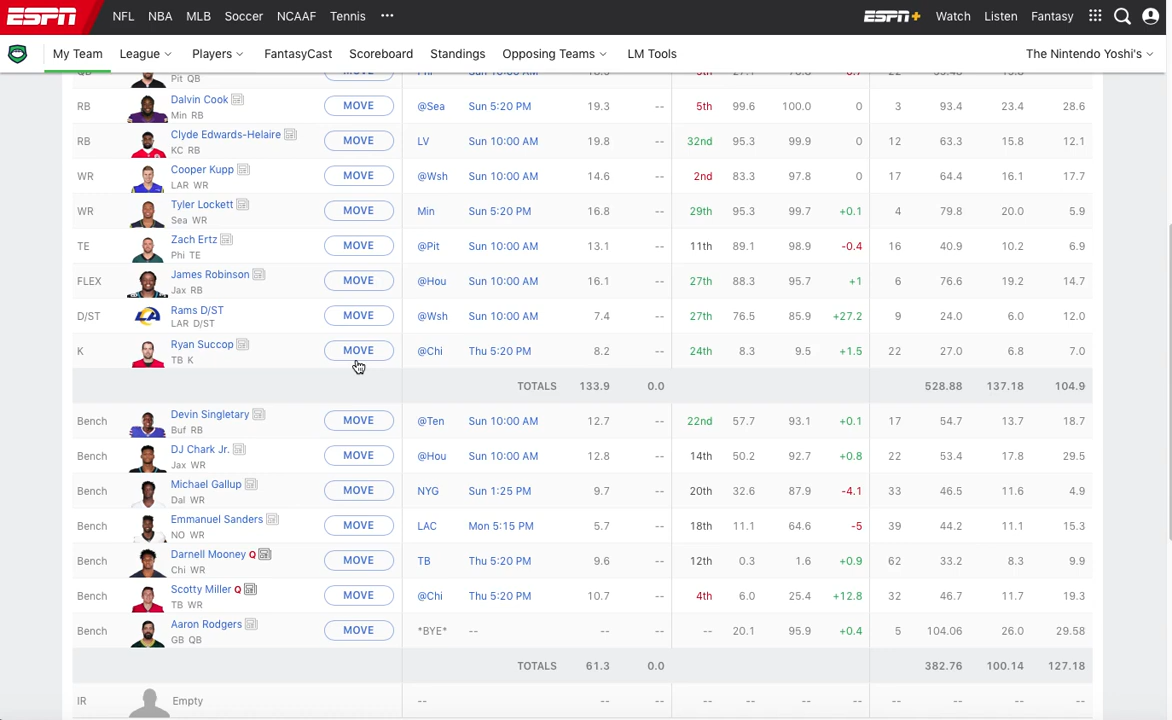 ESPN NFL NBA MLB Soccer NCAAF Tennis ••• ESPN+ Watch Listen Fantasy
My Team League Players FantasyCast Scoreboard Standings Opposing Teams LM Tools The Nintendo Yoshi's
Pit QB
RB Dalvin Cook Min RB MOVE @Sea Sun 5:20 PM 19.3 -- 5th 99.6 100.0 0 3 93.4 23.4 28.6
RB Clyde Edwards-Helaire KC RB MOVE LV Sun 10:00 AM 19.8 -- 32nd 95.3 99.9 0 12 63.3 15.8 12.1
WR Cooper Kupp LAR WR MOVE @Wsh Sun 10:00 AM 14.6 -- 2nd 83.3 97.8 0 17 64.4 16.1 17.7
WR Tyler Lockett Sea WR MOVE Min Sun 5:20 PM 16.8 -- 29th 95.3 99.7 +0.1 4 79.8 20.0 5.9
TE Zach Ertz Phi TE MOVE @Pit Sun 10:00 AM 13.1 -- 11th 89.1 98.9 -0.4 16 40.9 10.2 6.9
FLEX James Robinson Jax RB MOVE @Hou Sun 10:00 AM 16.1 -- 27th 88.3 95.7 +1 6 76.6 19.2 14.7
D/ST Rams D/ST LAR D/ST MOVE @Wsh Sun 10:00 AM 7.4 -- 27th 76.5 85.9 +27.2 9 24.0 6.0 12.0
K Ryan Succop TB K MOVE @Chi Thu 5:20 PM 8.2 -- 24th 8.3 9.5 +1.5 22 27.0 6.8 7.0
TOTALS 133.9 0.0 528.88 137.18 104.9
Bench Devin Singletary Buf RB MOVE @Ten Sun 10:00 AM 12.7 -- 22nd 57.7 93.1 +0.1 17 54.7 13.7 18.7
Bench DJ Chark Jr. Jax WR MOVE @Hou Sun 10:00 AM 12.8 -- 14th 50.2 92.7 +0.8 22 53.4 17.8 29.5
Bench Michael Gallup Dal WR MOVE NYG Sun 1:25 PM 9.7 -- 20th 32.6 87.9 -4.1 33 46.5 11.6 4.9
Bench Emmanuel Sanders NO WR MOVE LAC Mon 5:15 PM 5.7 -- 18th 11.1 64.6 -5 39 44.2 11.1 15.3
Bench Darnell Mooney Q Chi WR MOVE TB Thu 5:20 PM 9.6 -- 12th 0.3 1.6 +0.9 62 33.2 8.3 9.9
Bench Scotty Miller Q TB WR MOVE @Chi Thu 5:20 PM 10.7 -- 4th 6.0 25.4 +12.8 32 46.7 11.7 19.3
Bench Aaron Rodgers GB QB MOVE *BYE* -- -- -- -- 20.1 95.9 +0.4 5 104.06 26.0 29.58
TOTALS 61.3 0.0 382.76 100.14 127.18
IR Empty -- -- -- -- -- -- -- -- -- -- --